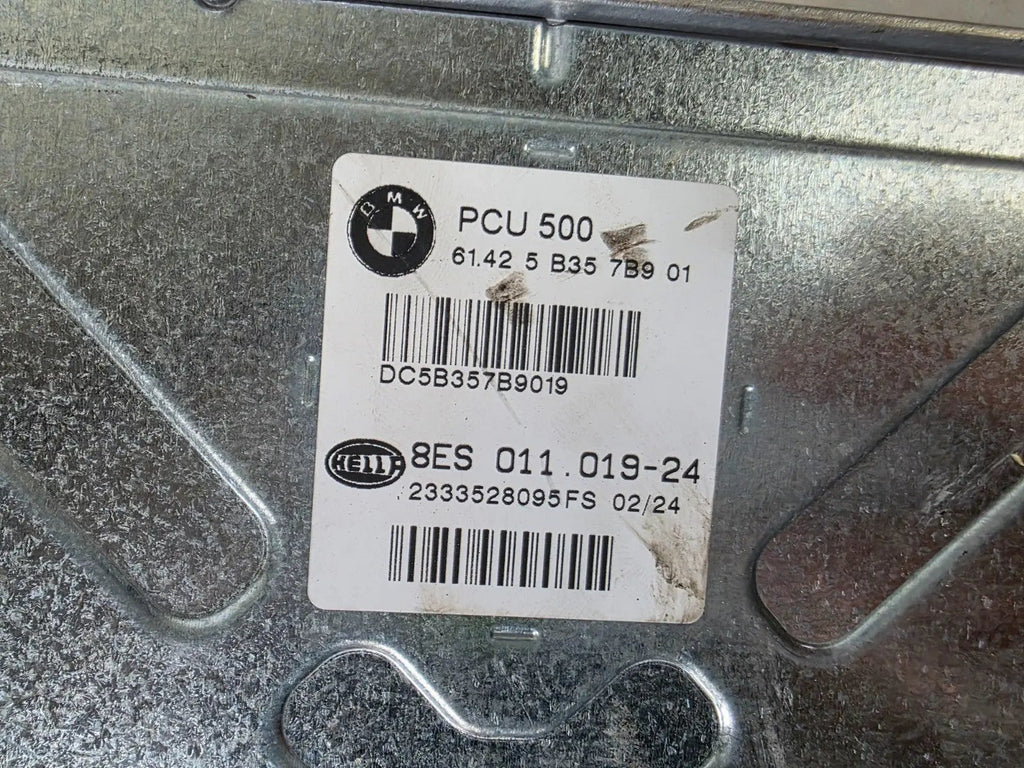 BMW
PCU 500
61.42 5 B35 7B9 01
DC5B357B9019
HELLA
8ES 011.019-24
2333528095FS 02/24